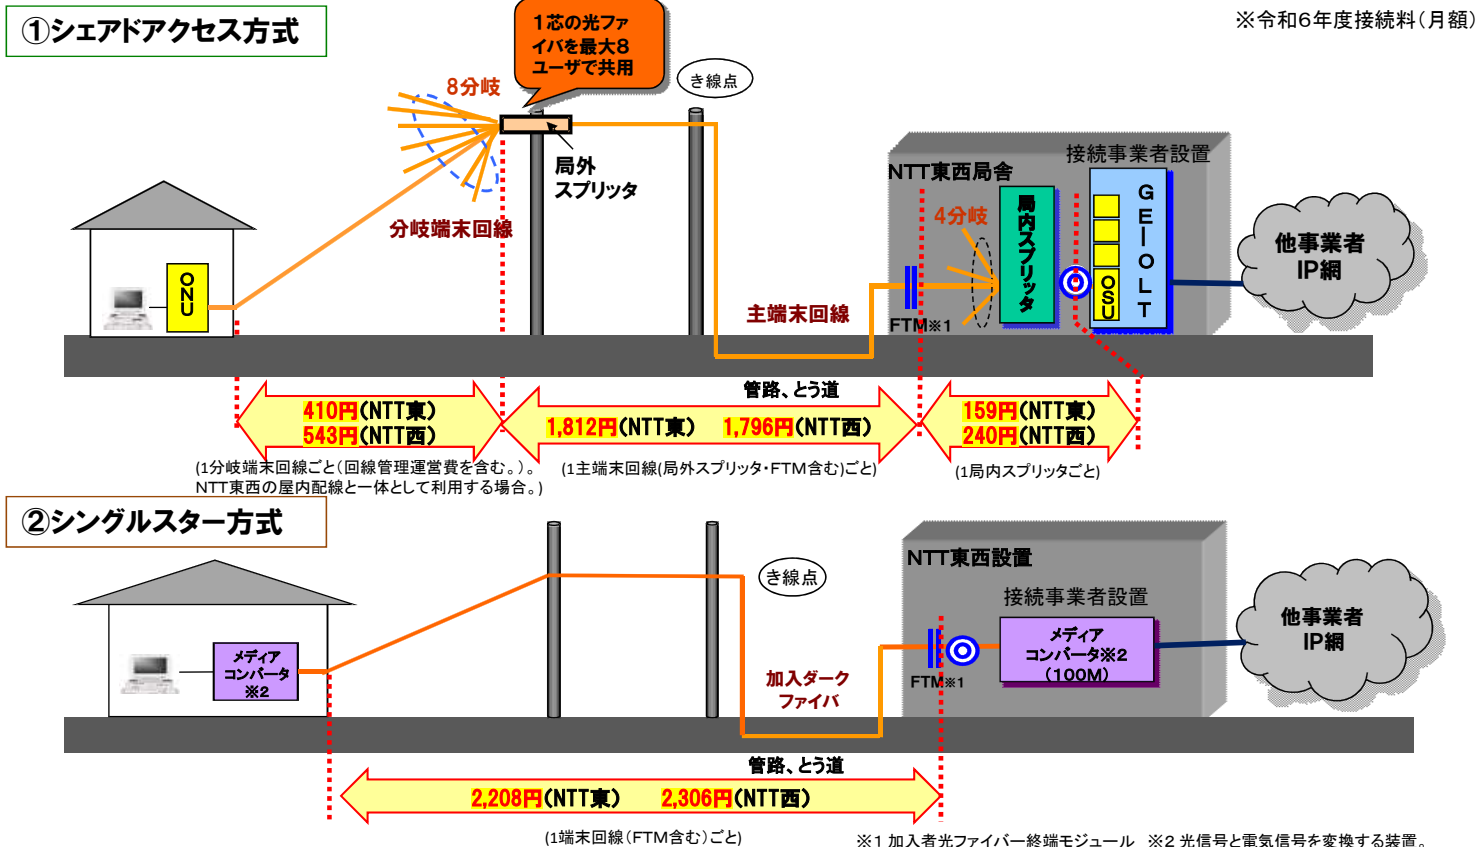 ①シェアドアクセス方式
※令和6年度接続料(月額)
1芯の光ファ
イバを最大8
ユーザで共用
き線点
8分岐
局外
スプリッタ
分岐端末回線
ONU
主端末回線
NTT東西局舎
接続事業者設置
4分岐
局内スプリッタ
GE-OLT
OSU
FTM※1
他事業者
IP網
管路、とう道
410円(NTT東)
543円(NTT西)
1,812円(NTT東) 1,796円(NTT西)
159円(NTT東)
240円(NTT西)
(1分岐端末回線ごと(回線管理運営費を含む。)。
NTT東西の屋内配線と一体として利用する場合。)
(1主端末回線(局外スプリッタ・FTM含む)ごと)
(1局内スプリッタごと)
②シングルスター方式
き線点
メディア
コンバータ
※2
加入ダーク
ファイバ
NTT東西設置
接続事業者設置
メディア
コンバータ※2
(100M)
FTM※1
他事業者
IP網
管路、とう道
2,208円(NTT東) 2,306円(NTT西)
(1端末回線(FTM含む)ごと)
※1 加入者光ファイバー終端モジュール ※2 光信号と電気信号を変換する装置。